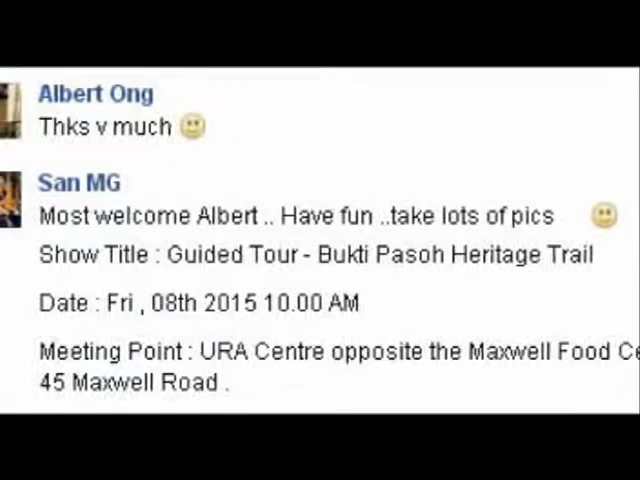 Albert Ong
Thks v much
San MG
Most welcome Albert .. Have fun ..take lots of pics
Show Title : Guided Tour - Bukti Pasoh Heritage Trail
Date : Fri , 08th 2015 10.00 AM
Meeting Point : URA Centre opposite the Maxwell Food Ce
45 Maxwell Road .